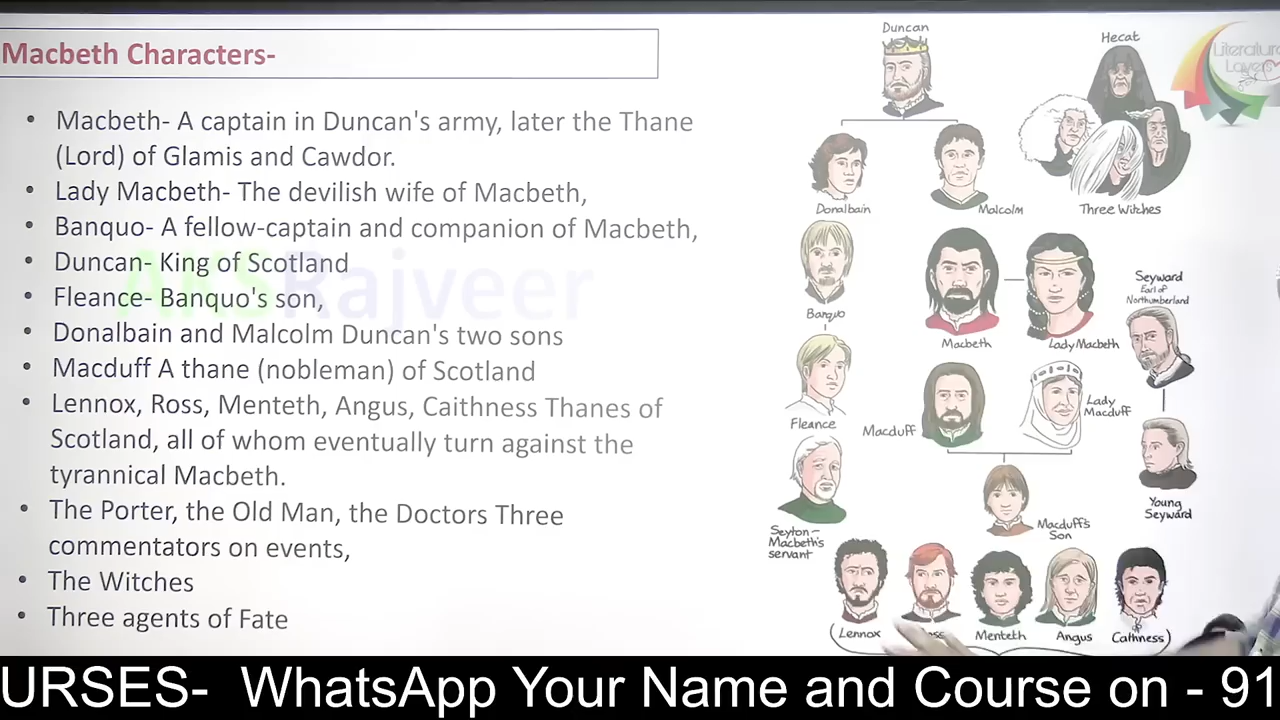 Macbeth Characters-
• Macbeth- A captain in Duncan's army, later the Thane
(Lord) of Glamis and Cawdor.
• Lady Macbeth- The devilish wife of Macbeth,
• Banquo- A fellow-captain and companion of Macbeth,
• Duncan- King of Scotland
• Fleance- Banquo's son,
• Donalbain and Malcolm Duncan's two sons
• Macduff A thane (nobleman) of Scotland
• Lennox, Ross, Menteth, Angus, Caithness Thanes of
Scotland, all of whom eventually turn against the
tyrannical Macbeth.
• The Porter, the Old Man, the Doctors Three
commentators on events,
• The Witches
• Three agents of Fate
AKSRajveer
Duncan
Hecat
Literature
Lovers
Donalbain
Malcolm
Three Witches
Banquo
Macbeth
Lady Macbeth
Seyward
Earl of
Northumberland
Fleance
Macduff
Lady
Macduff
Young
Seyward
Seyton-
Macbeth's
servant
Macduff's
Son
(Lennox
Menteth
Angus
Cathness)
URSES- WhatsApp Your Name and Course on - 91